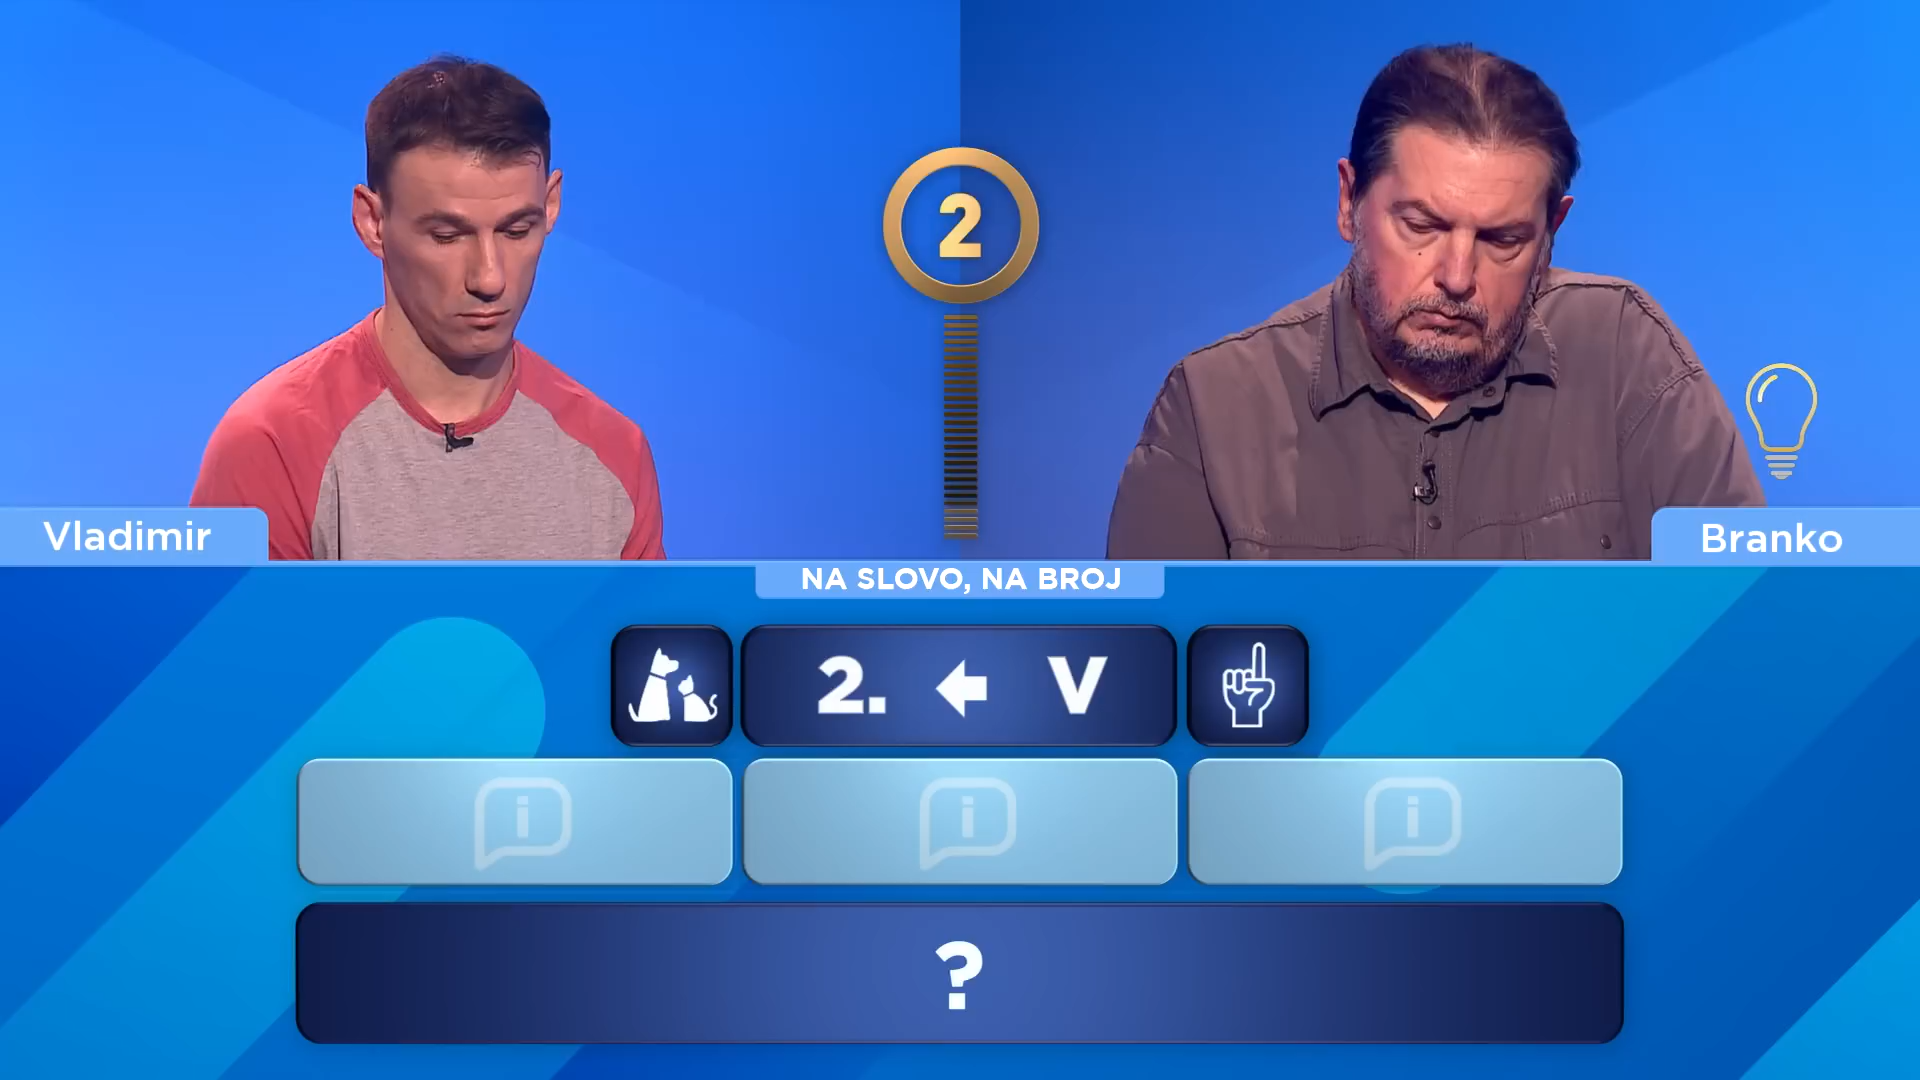 2
Vladimir
Branko
NA SLOVO, NA BROJ
2. V
i i i
?